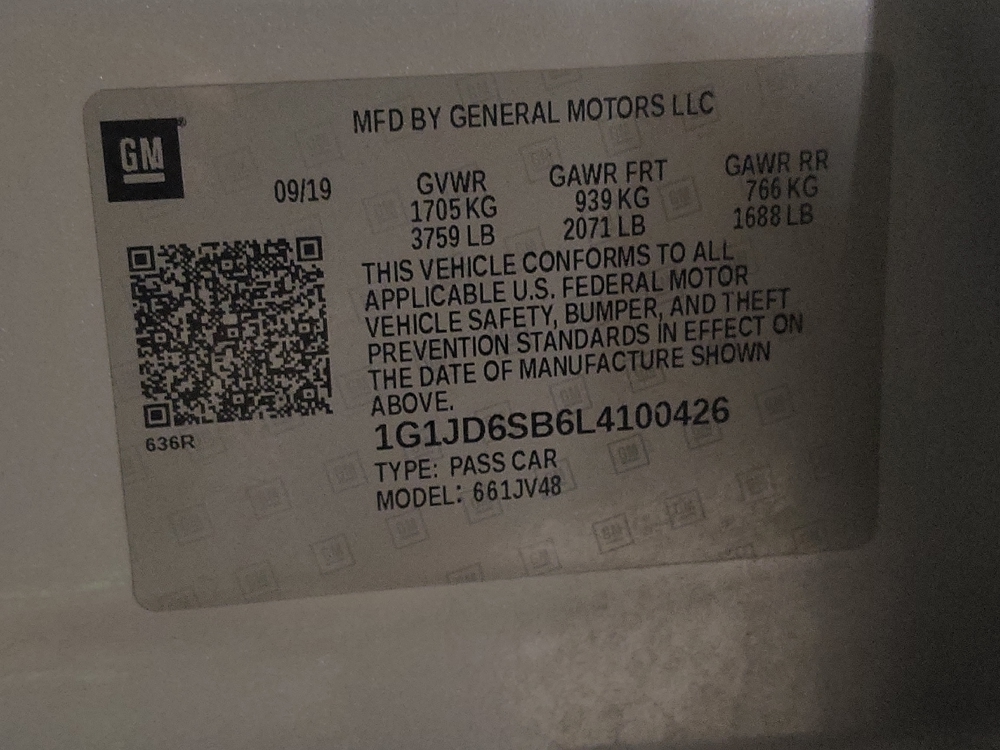 MFD BY GENERAL MOTORS LLC
GM
09/19
GVWR GAWR FRT GAWR RR
1705 KG 939 KG 766 KG
3759 LB 2071 LB 1688 LB
THIS VEHICLE CONFORMS TO ALL
APPLICABLE U.S. FEDERAL MOTOR
VEHICLE SAFETY, BUMPER, AND THEFT
PREVENTION STANDARDS IN EFFECT ON
THE DATE OF MANUFACTURE SHOWN
ABOVE.
636R
1G1JD6SB6L4100426
TYPE: PASS CAR
MODEL: 661JV48